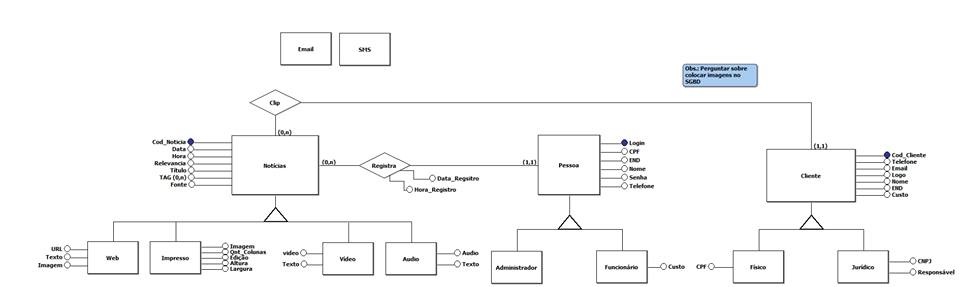 Email
SMS
Obs.: Perguntar sobre
colocar imagens no
SGBD
Clip
(0,n)
(1,1)
Cod_Noticia
Data
Hora
Relevancia
Título
TAG (0,n)
Fonte
Notícias
(0,n)
Registra
Data_Regsitro
Hora_Registro
(1,1)
Pessoa
Login
CPF
END
Nome
Senha
Telefone
Cliente
Cod_Cliente
Telefone
Email
Logo
Nome
END
Custo
URL
Texto
Imagem
Web
Impresso
Imagem
Qnt_Colunas
Edição
Altura
Largura
video
Texto
Vídeo
Audio
Audio
Texto
Administrador
Funcionário
Custo
CPF
Físico
Jurídico
CNPJ
Responsável